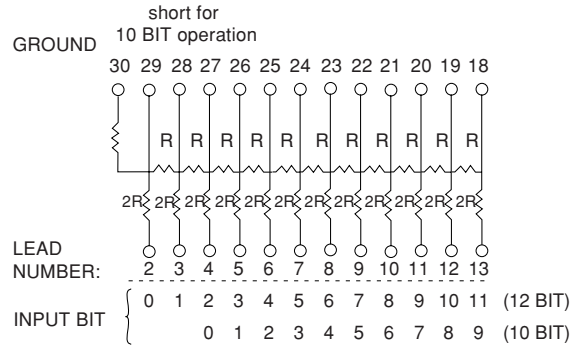 short for
10 BIT operation
GROUND
30 29 28 27 26 25 24 23 22 21 20 19 18
R R R R R R R R R R R
2R 2R 2R 2R 2R 2R 2R 2R 2R 2R 2R 2R
LEAD
NUMBER:
2 3 4 5 6 7 8 9 10 11 12 13
INPUT BIT
0 1 2 3 4 5 6 7 8 9 10 11 (12 BIT)
0 1 2 3 4 5 6 7 8 9 (10 BIT)